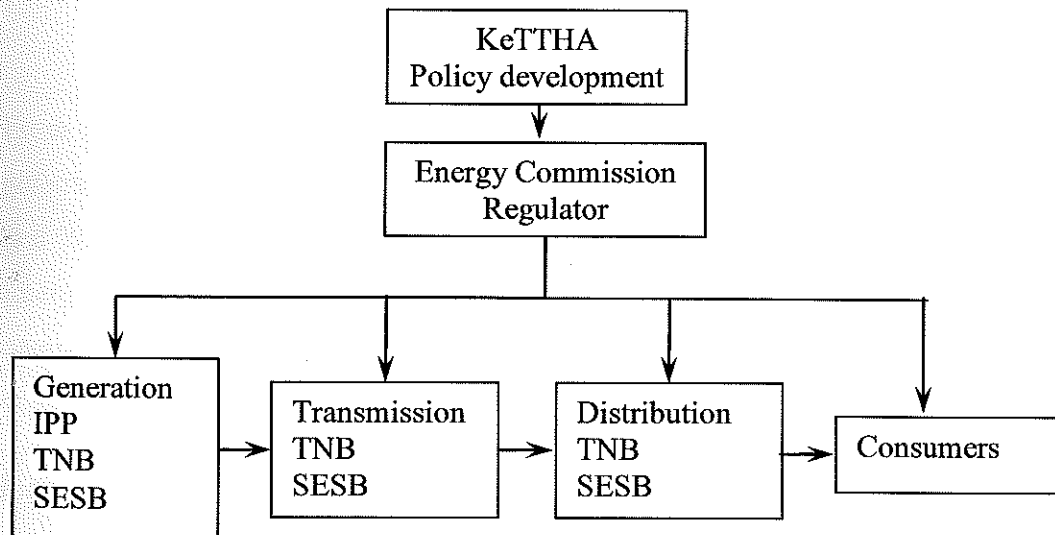 KeTTHA
Policy development
Energy Commission
Regulator
Generation
IPP
TNB
SESB
Transmission
TNB
SESB
Distribution
TNB
SESB
Consumers